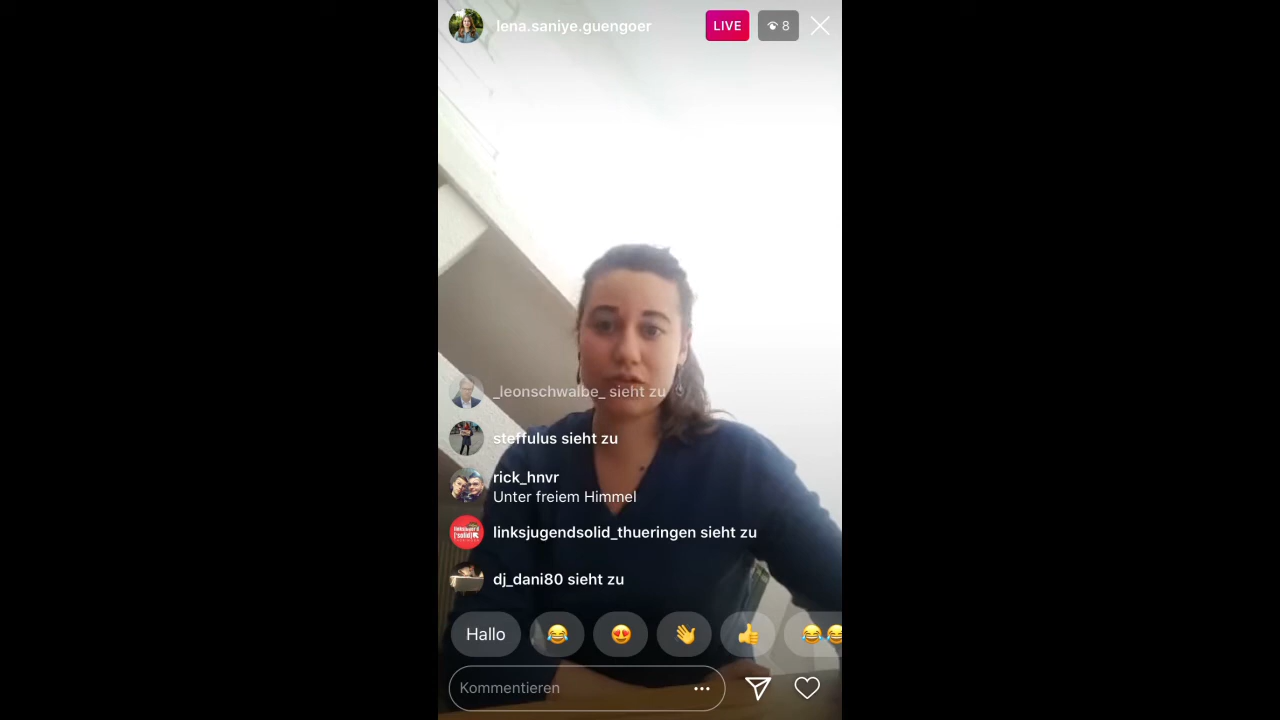 lena.saniye.guengoer
LIVE
8
_leonschwalbe_ sieht zu
steffulus sieht zu
rick_hnvr
Unter freiem Himmel
linksjugendsolid_thueringen sieht zu
dj_dani80 sieht zu
Hallo
Kommentieren